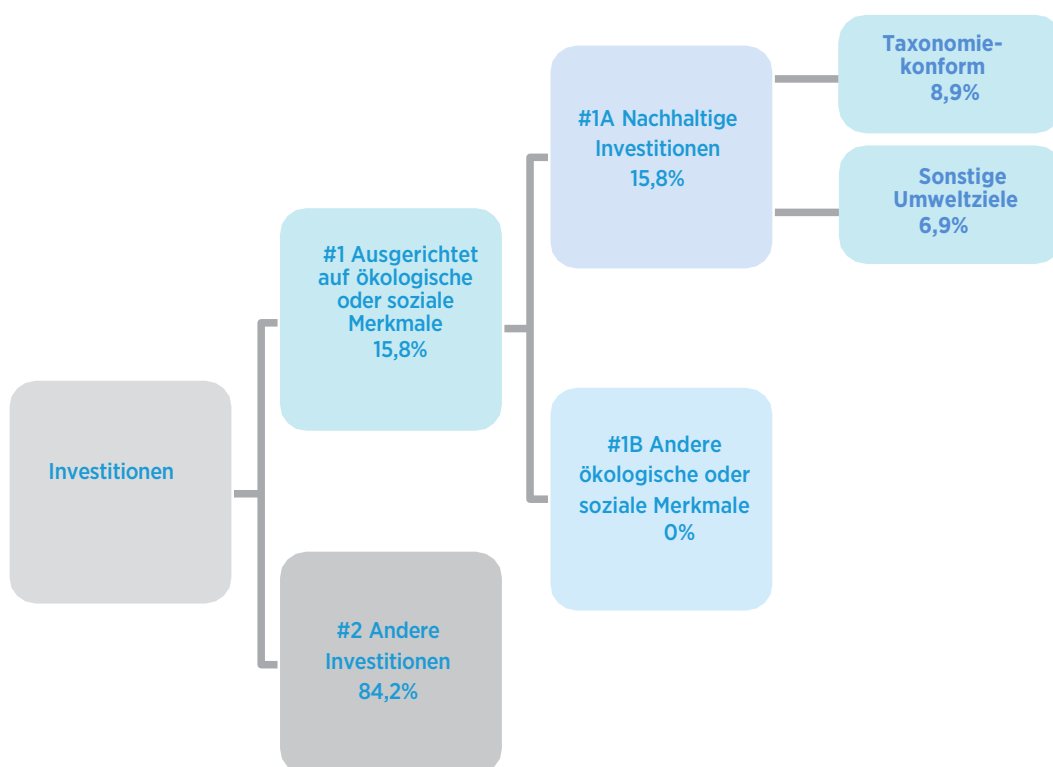 Investitionen
#1 Ausgerichtet
auf ökologische
oder soziale
Merkmale
15,8%
#2 Andere
Investitionen
84,2%
#1A Nachhaltige
Investitionen
15,8%
#1B Andere
ökologische oder
soziale Merkmale
0%
Taxonomie-
konform
8,9%
Sonstige
Umweltziele
6,9%